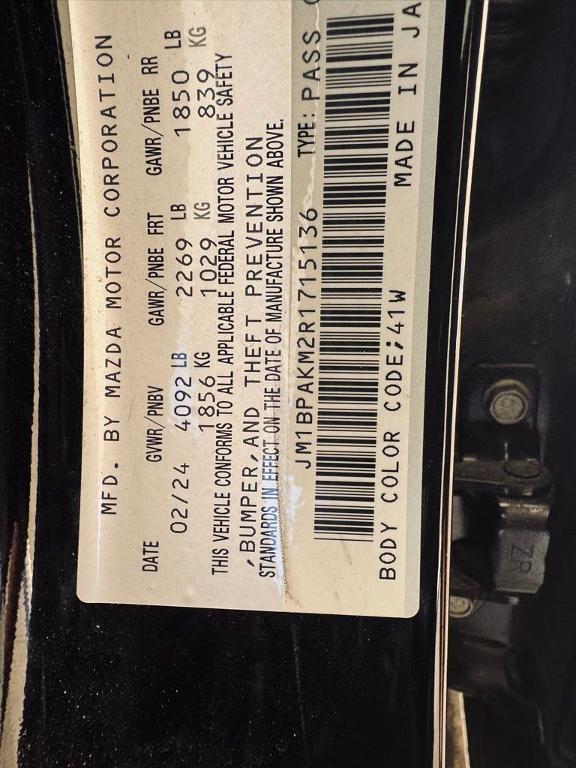 MFD. BY MAZDA MOTOR CORPORATION
DATE GVWR/PNBV GAWR/PNBE FRT GAWR/PNBE RR
02/24 4092 LB 2269 LB 1850 LB
1856 KG 1029 KG 839 KG
THIS VEHICLE CONFORMS TO ALL APPLICABLE FEDERAL MOTOR VEHICLE SAFETY
,BUMPER,AND THEFT PREVENTION
STANDARDS IN EFFECT ON THE DATE OF MANUFACTURE SHOWN ABOVE.
JM1BPAKM2R1715136 TYPE: PASS
BODY COLOR CODE;41W MADE IN JA
ZR